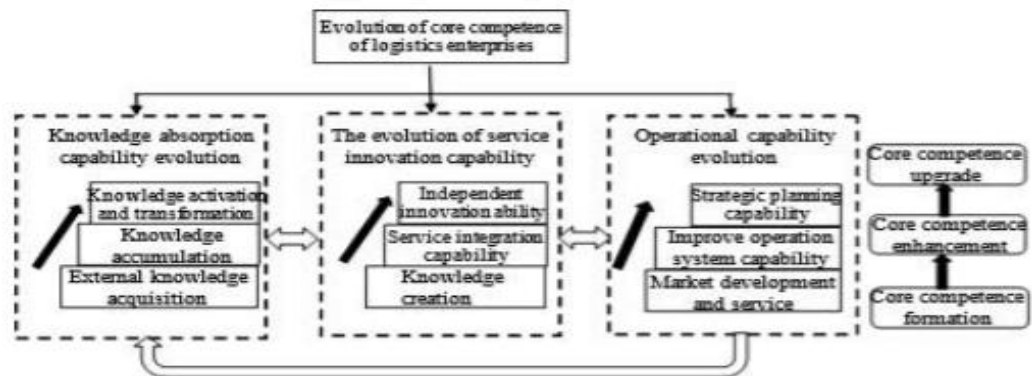 Evolution of core competence
of logistics enterprises
Knowledge absorption
capability evolution
Knowledge activation
and transformation
Knowledge
accumulation
External knowledge
acquisition
The evolution of service
innovation capability
Independent
innovation ability
Service integration
capability
Knowledge
creation
Operational capability
evolution
Strategic planning
capability
Improve operation
system capability
Market development
and service
Core competence
upgrade
Core competence
enhancement
Core competence
formation